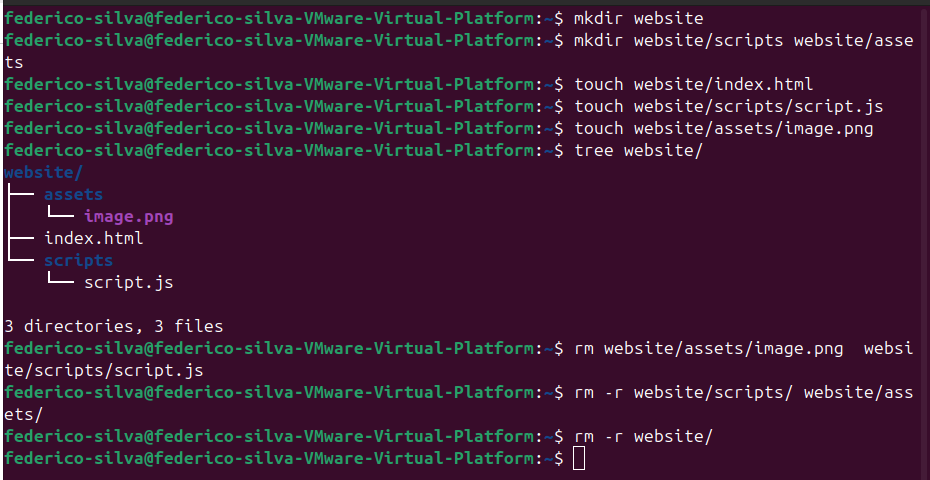 federico-silva@federico-silva-VMware-Virtual-Platform:~$ mkdir website
federico-silva@federico-silva-VMware-Virtual-Platform:~$ mkdir website/scripts website/asse
ts
federico-silva@federico-silva-VMware-Virtual-Platform:~$ touch website/index.html
federico-silva@federico-silva-VMware-Virtual-Platform:~$ touch website/scripts/script.js
federico-silva@federico-silva-VMware-Virtual-Platform:~$ touch website/assets/image.png
federico-silva@federico-silva-VMware-Virtual-Platform:~$ tree website/
website/
├── assets
│   └── image.png
├── index.html
└── scripts
    └── script.js

3 directories, 3 files
federico-silva@federico-silva-VMware-Virtual-Platform:~$ rm website/assets/image.png  websi
te/scripts/script.js
federico-silva@federico-silva-VMware-Virtual-Platform:~$ rm -r website/scripts/ website/ass
ets/
federico-silva@federico-silva-VMware-Virtual-Platform:~$ rm -r website/
federico-silva@federico-silva-VMware-Virtual-Platform:~$